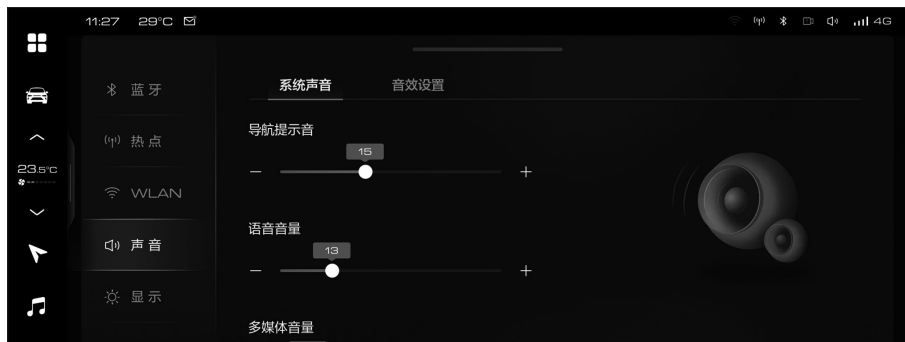 11:27 29°C
4G
23.5°C
蓝牙
热点
WLAN
声音
显示
系统声音 音效设置
导航提示音
15
语音音量
13
多媒体音量